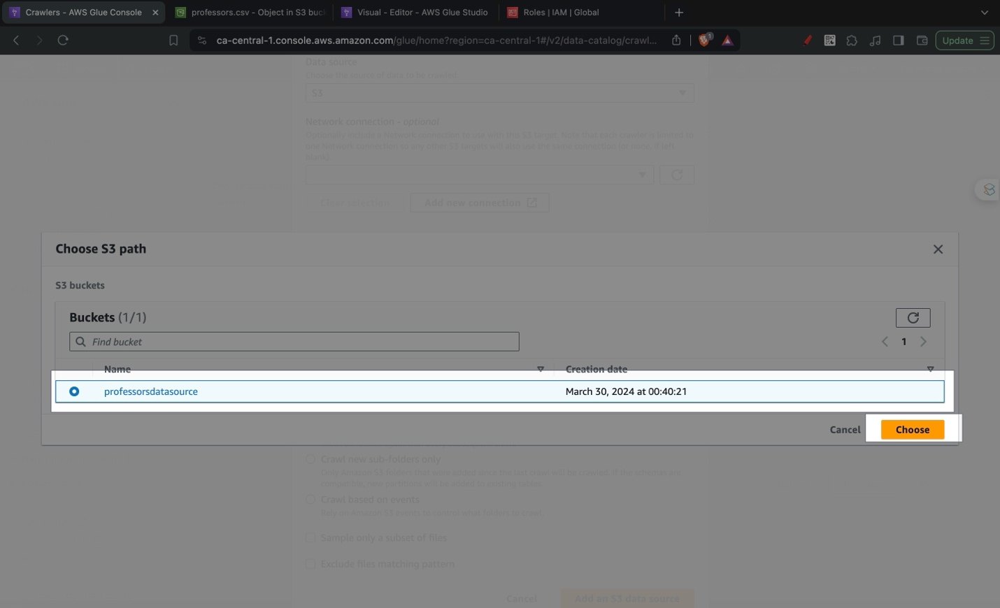 Crawlers - AWS Glue Console
professors.csv - Object in S3 buck
Visual - Editor - AWS Glue Studio
Roles | IAM | Global
ca-central-1.console.aws.amazon.com/glue/home?region=ca-central-1#/v2/data-catalog/crawl...
1
Update
Data source
Choose the source of data to be crawled.
S3
Network connection - optional
Optionally include a Network connection to use with this S3 target. Note that each crawler is limited to
one Network connection so any other S3 targets will also use the same connection (or none, if left
blank).
Clear selection
Add new connection
Choose S3 path
S3 buckets
Buckets (1/1)
Find bucket
1
Name
Creation date
professorsdatasource
March 30, 2024 at 00:40:21
Cancel
Choose
Crawl new sub-folders only
Only Amazon S3 folders that were added since the last crawl will be crawled. If the schemas are
compatible, new partitions will be added to existing tables.
Crawl based on events
Rely on Amazon S3 events to control what folders to crawl.
Sample only a subset of files
Exclude files matching pattern
Cancel
Add an S3 data source